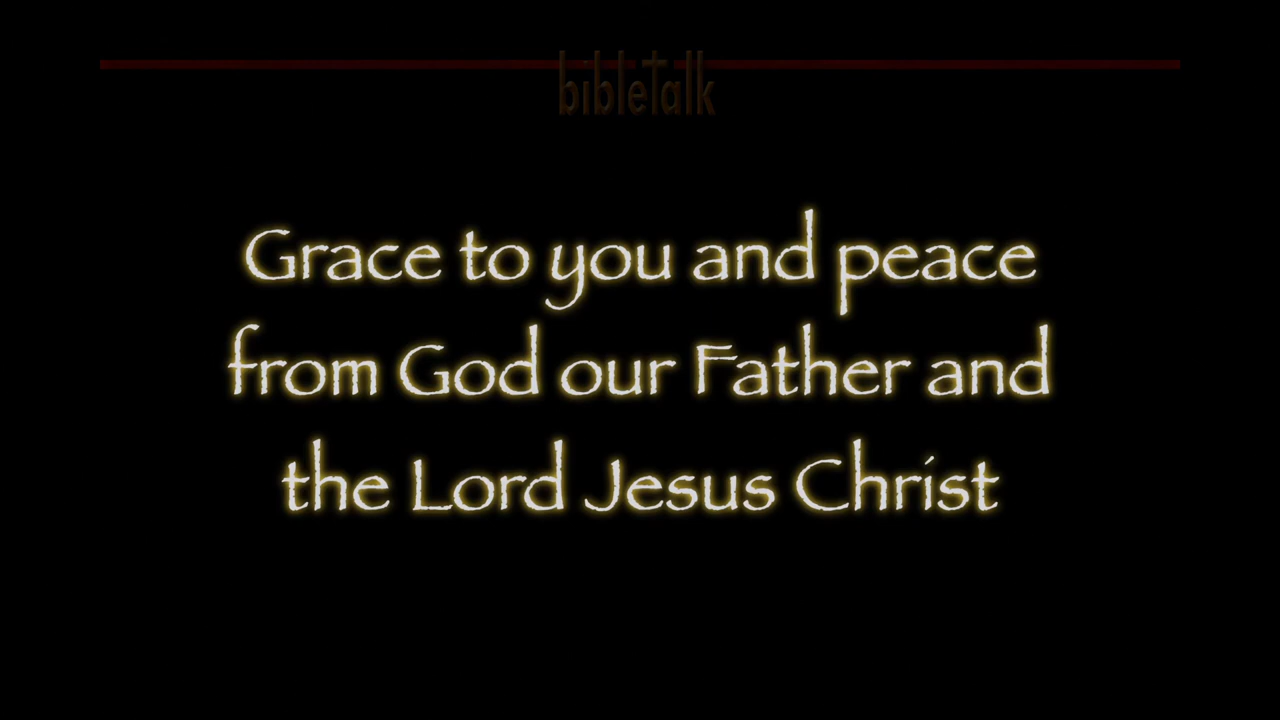 bibletalk
Grace to you and peace
from God our Father and
the Lord Jesus Christ